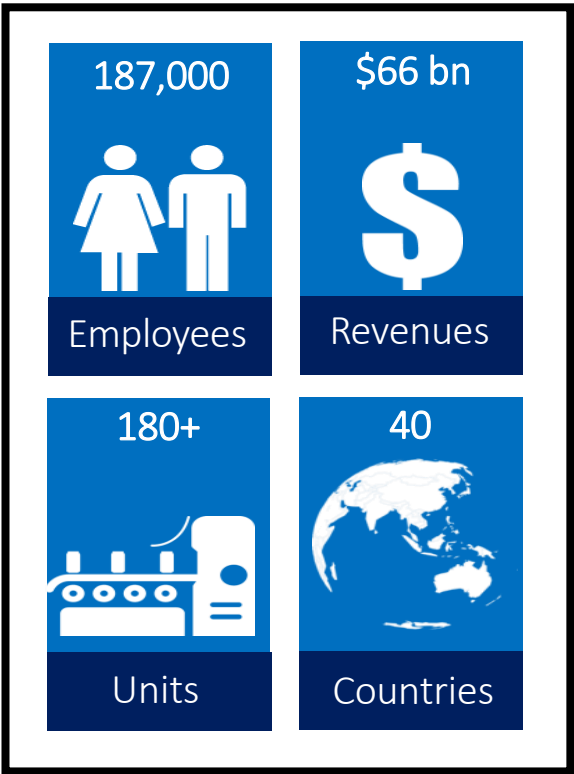 187,000
Employees
$66 bn
Revenues
180+
Units
40
Countries